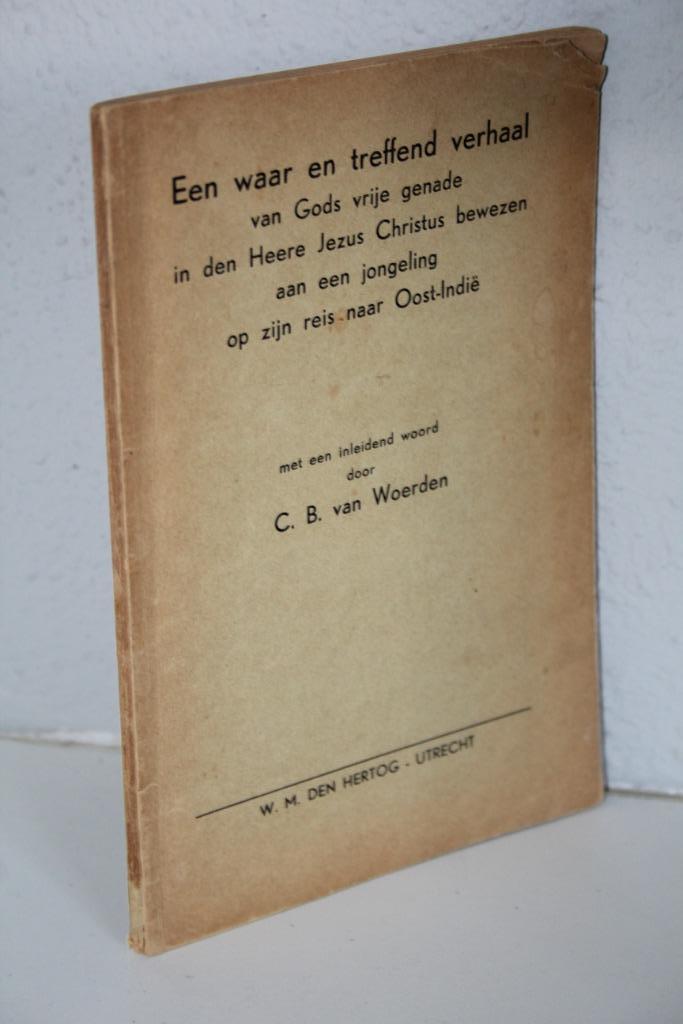 Een waar en treffend verhaal
van Gods vrije genade
in den Heere Jezus Christus bewezen
aan een jongeling
op zijn reis naar Oost-Indië
met een inleidend woord
door
C. B. van Woerden
W. M. DEN HERTOG - UTRECHT